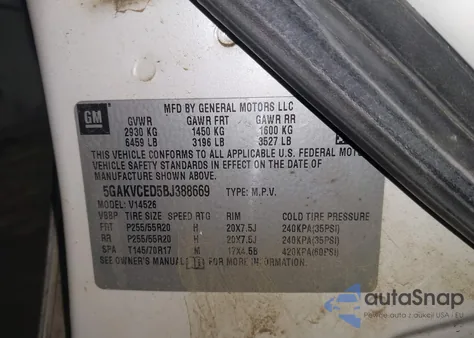 GM
MFD BY GENERAL MOTORS LLC
GVWR GAWR FRT GAWR RR
2930 KG 1450 KG 1600 KG
6459 LB 3196 LB 3527 LB
THIS VEHICLE CONFORMS TO ALL APPLICABLE U.S. FEDERAL MOTOR
VEHICLE SAFETY STANDARDS IN EFFECT ON THE DATE OF
MANUFACTURE SHOWN ABOVE.
5GAKVCED5BJ388669 TYPE: M.P.V.
MODEL: V14526
TIRE SIZE SPEED RTG RIM COLD TIRE PRESSURE
FRT P255/55R20 H 20X7.5J 240KPA(35PSI)
RR P255/55R20 H 20X7.5J 240KPA(35PSI)
SPA T145/70R17 M 17X4.5B 420KPA(60PSI)
SEE OWNER'S MANUAL FOR MORE INFORMATION.
autoSnap
aukcji USA - EU